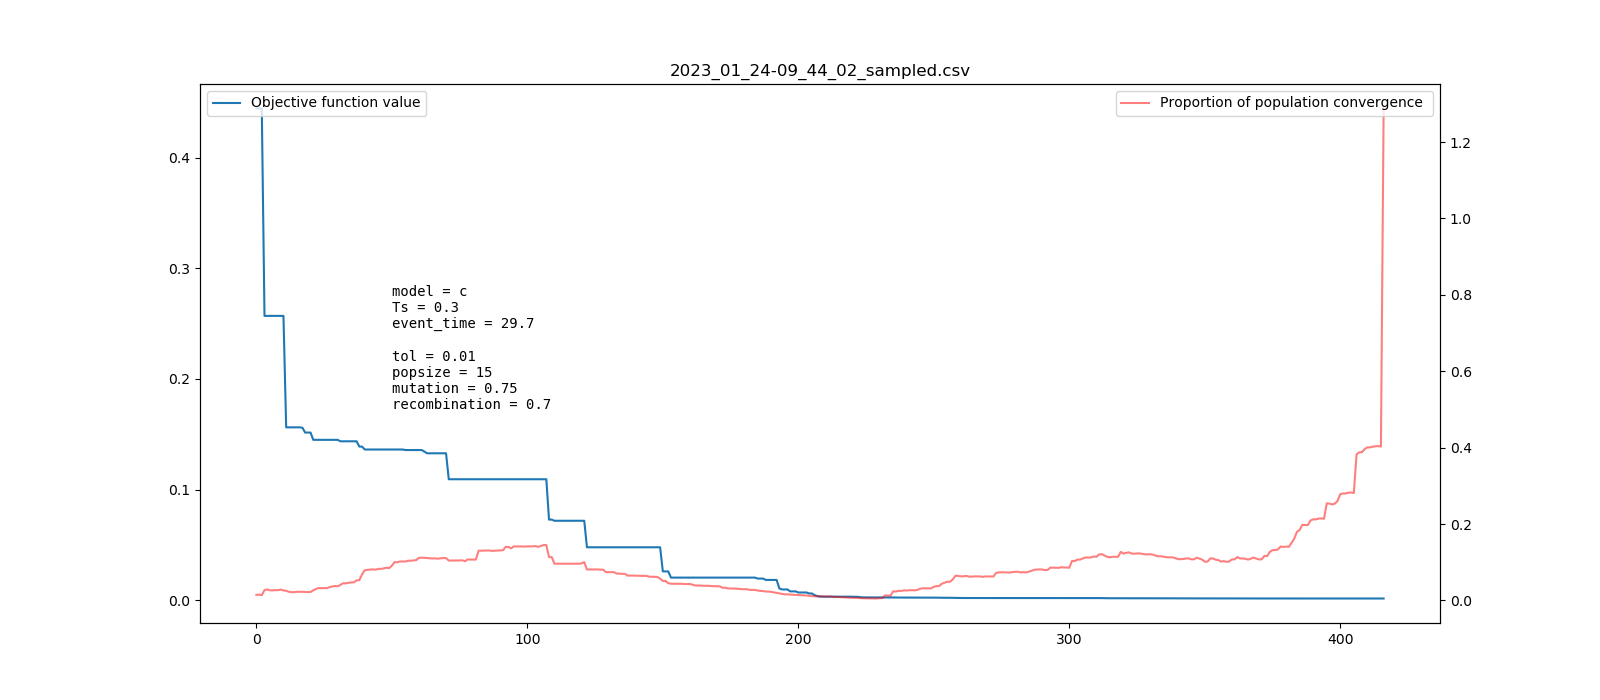 2023_01_24-09_44_02_sampled.csv
Objective function value
Proportion of population convergence
0.4
0.3
0.2
0.1
0.0
1.2
1.0
0.8
0.6
0.4
0.2
0.0
model = c
Ts = 0.3
event_time = 29.7
tol = 0.01
popsize = 15
mutation = 0.75
recombination = 0.7
0 100 200 300 400